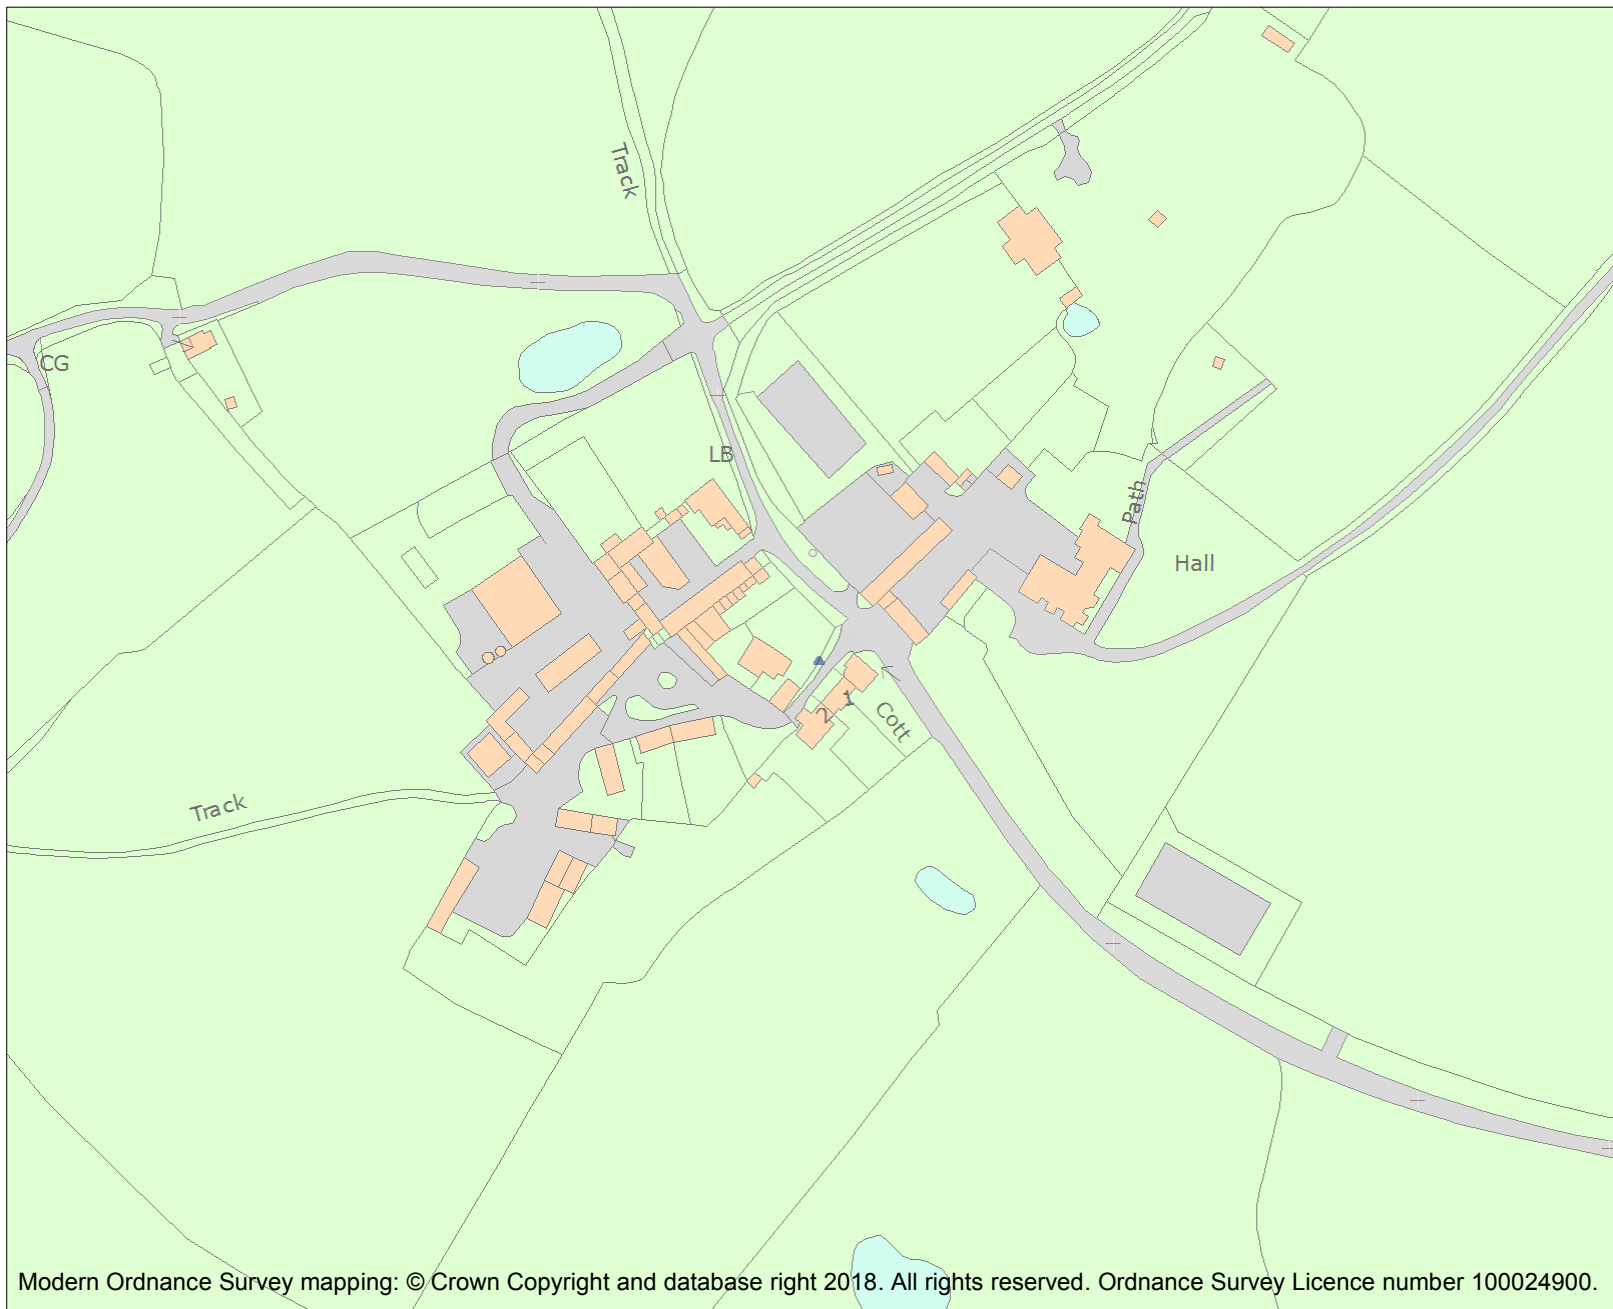 Track
CG
LB
Path
Hall
1
2
Cott
Track
Modern Ordnance Survey mapping: © Crown Copyright and database right 2018. All rights reserved. Ordnance Survey Licence number 100024900.